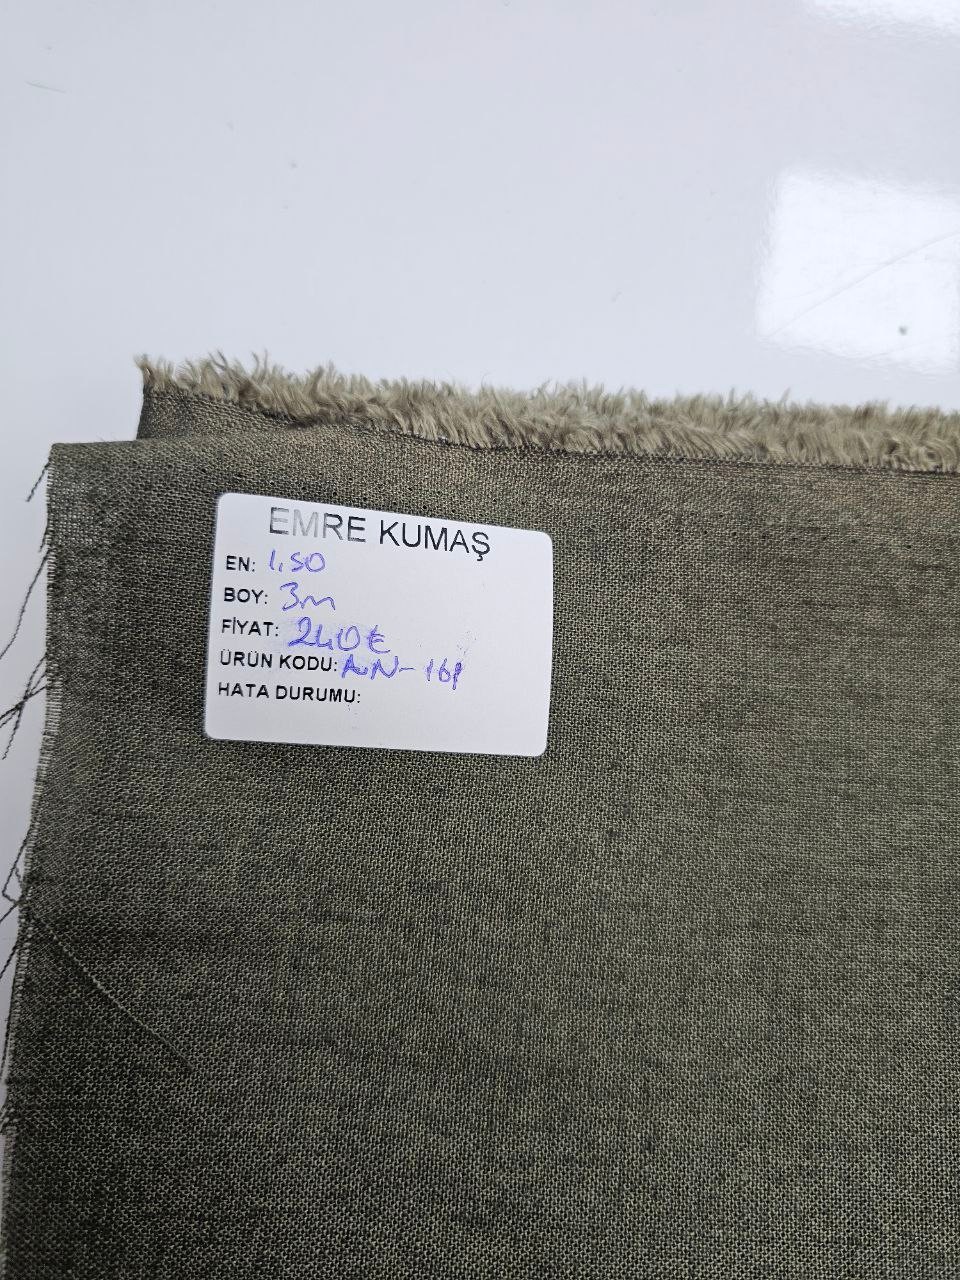 EMRE KUMAŞ
EN: 1,50
BOY: 3m
FİYAT: 240₺
ÜRÜN KODU: AN-161
HATA DURUMU: